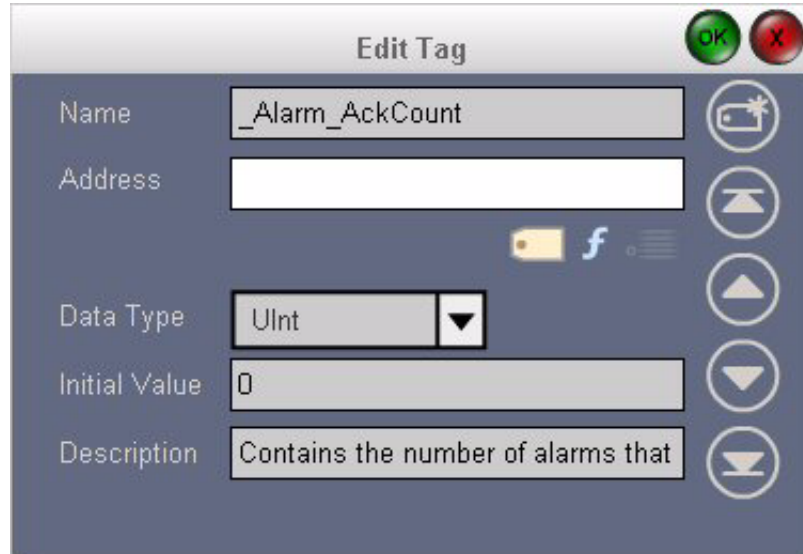 Edit Tag
OK X
Name _Alarm_AckCount
Address
f
Data Type UInt
Initial Value 0
Description Contains the number of alarms that